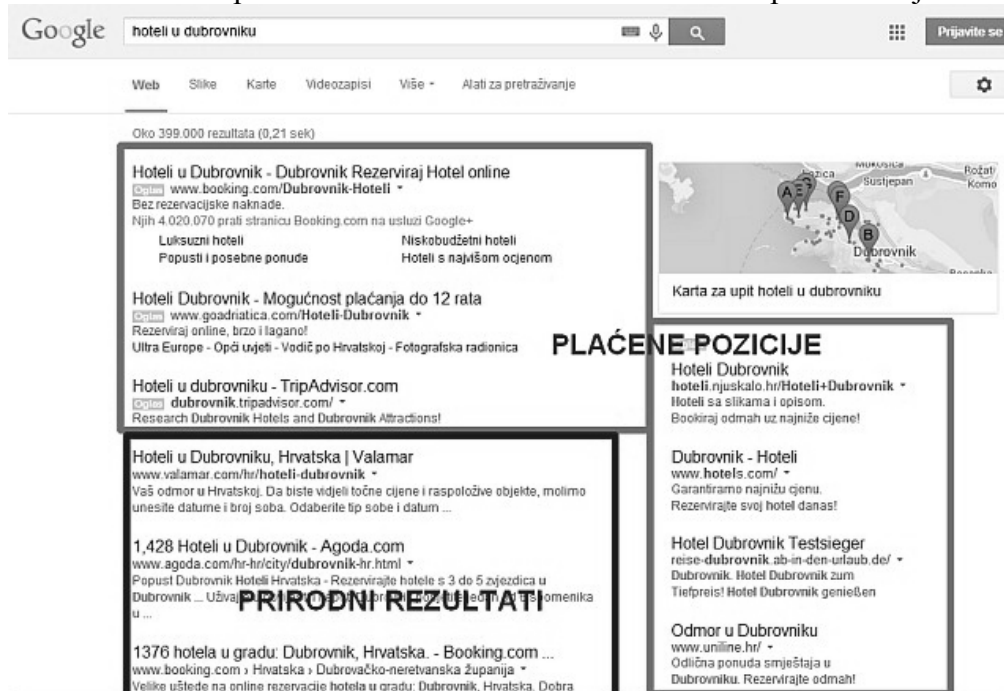 Google hoteli u dubrovniku Prijavite se
Web Slike Karte Videozapisi Više Alati za pretraživanje
Oko 399.000 rezultata (0,21 sek)
Hoteli u Dubrovnik - Dubrovnik Rezerviraj Hotel online
Oglas www.booking.com/Dubrovnik-Hoteli
Bez rezervacijske naknade.
Njih 4.020.070 prati stranicu Booking.com na usluzi Google+
Luksuzni hoteli Niskobudžetni hoteli
Popusti i posebne ponude Hoteli s najvišom ocjenom
Hoteli Dubrovnik - Mogućnost plaćanja do 12 rata
Oglas www.goadriatica.com/Hoteli-Dubrovnik
Rezerviraj online, brzo i lagano!
Ultra Europe - Opći uvjeti - Vodič po Hrvatskoj - Fotografska radionica
Hoteli u dubrovniku - TripAdvisor.com
Oglas dubrovnik.tripadvisor.com/
Research Dubrovnik Hotels and Dubrovnik Attractions!
PLAĆENE POZICIJE
Hoteli u Dubrovniku, Hrvatska | Valamar
www.valamar.com/hr/hoteli-dubrovnik
Vaš odmor u Hrvatskoj. Da biste vidjeli točne cijene i raspoložive objekte, molimo
unesite datume i broj soba. Odaberite tip sobe i datum ...
1,428 Hoteli u Dubrovnik - Agoda.com
www.agoda.com/hr-hr/city/dubrovnik-hr.html
Popust Dubrovnik Hoteli Hrvatska - Rezervirajte hotele s 3 do 5 zvjezdica u
Dubrovnik ...
u ...
PRIRODNI REZULTATI
1376 hotela u gradu: Dubrovnik, Hrvatska. - Booking.com ...
www.booking.com › Hrvatska › Dubrovačko-neretvanska županija
Velike uštede na online rezervacije hotela u gradu: Dubrovnik, Hrvatska. Dobra
Mokošica
Lozica
Sustjepan
Rožat
Komo
A
E
G
F
D
B
Dubrovnik
Karta za upit hoteli u dubrovniku
Hoteli Dubrovnik
hoteli.njuskalo.hr/Hoteli+Dubrovnik
Hoteli sa slikama i opisom.
Bookiraj odmah uz najniže cijene!
Dubrovnik - Hoteli
www.hotels.com/
Garantiramo najnižu cjenu.
Rezervirajte svoj hotel danas!
Hotel Dubrovnik Testsieger
reise-dubrovnik.ab-in-den-urlaub.de/
Dubrovnik. Hotel Dubrovnik zum
Tiefpreis! Hotel Dubrovnik genießen
Odmor u Dubrovniku
www.uniline.hr/
Odlična ponuda smještaja u
Dubrovniku. Rezervirajte odmah!